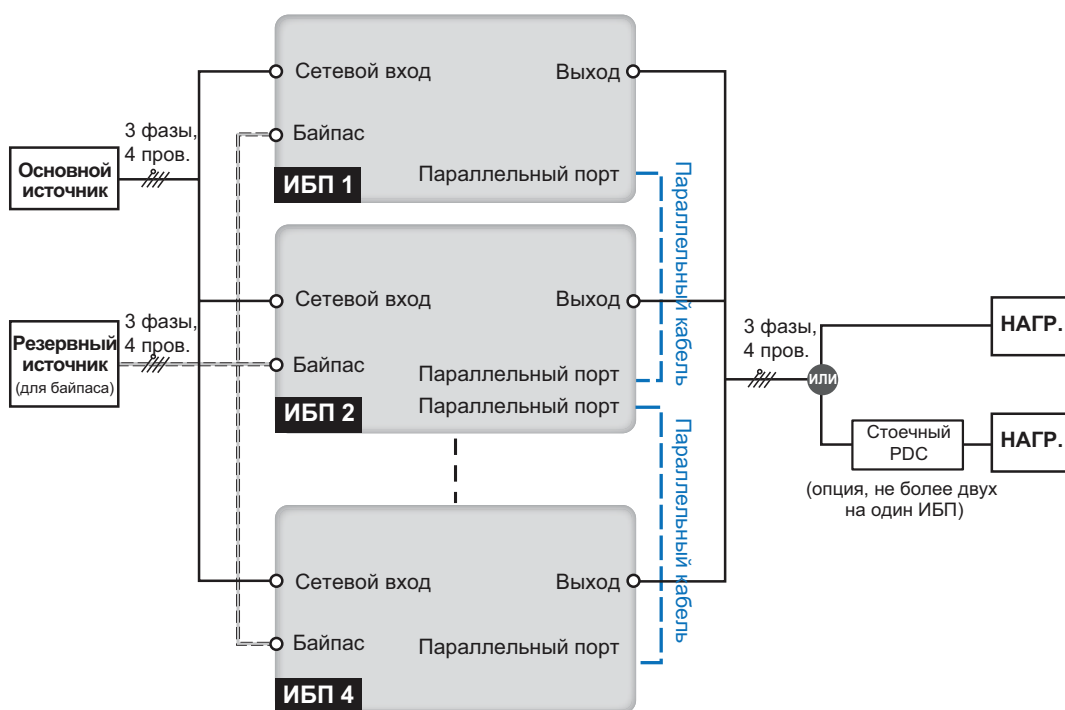 Сетевой вход
Выход
Байпас
Параллельный порт
ИБП 1
3 фазы,
4 пров.
Основной
источник
Параллельный кабель
Сетевой вход
Выход
Байпас
Параллельный порт
Параллельный порт
ИБП 2
3 фазы,
4 пров.
Резервный
источник
(для байпаса)
3 фазы,
4 пров.
ИЛИ
НАГР.
Стоечный
PDC
НАГР.
(опция, не более двух
на один ИБП)
Параллельный кабель
Сетевой вход
Выход
Байпас
Параллельный порт
ИБП 4